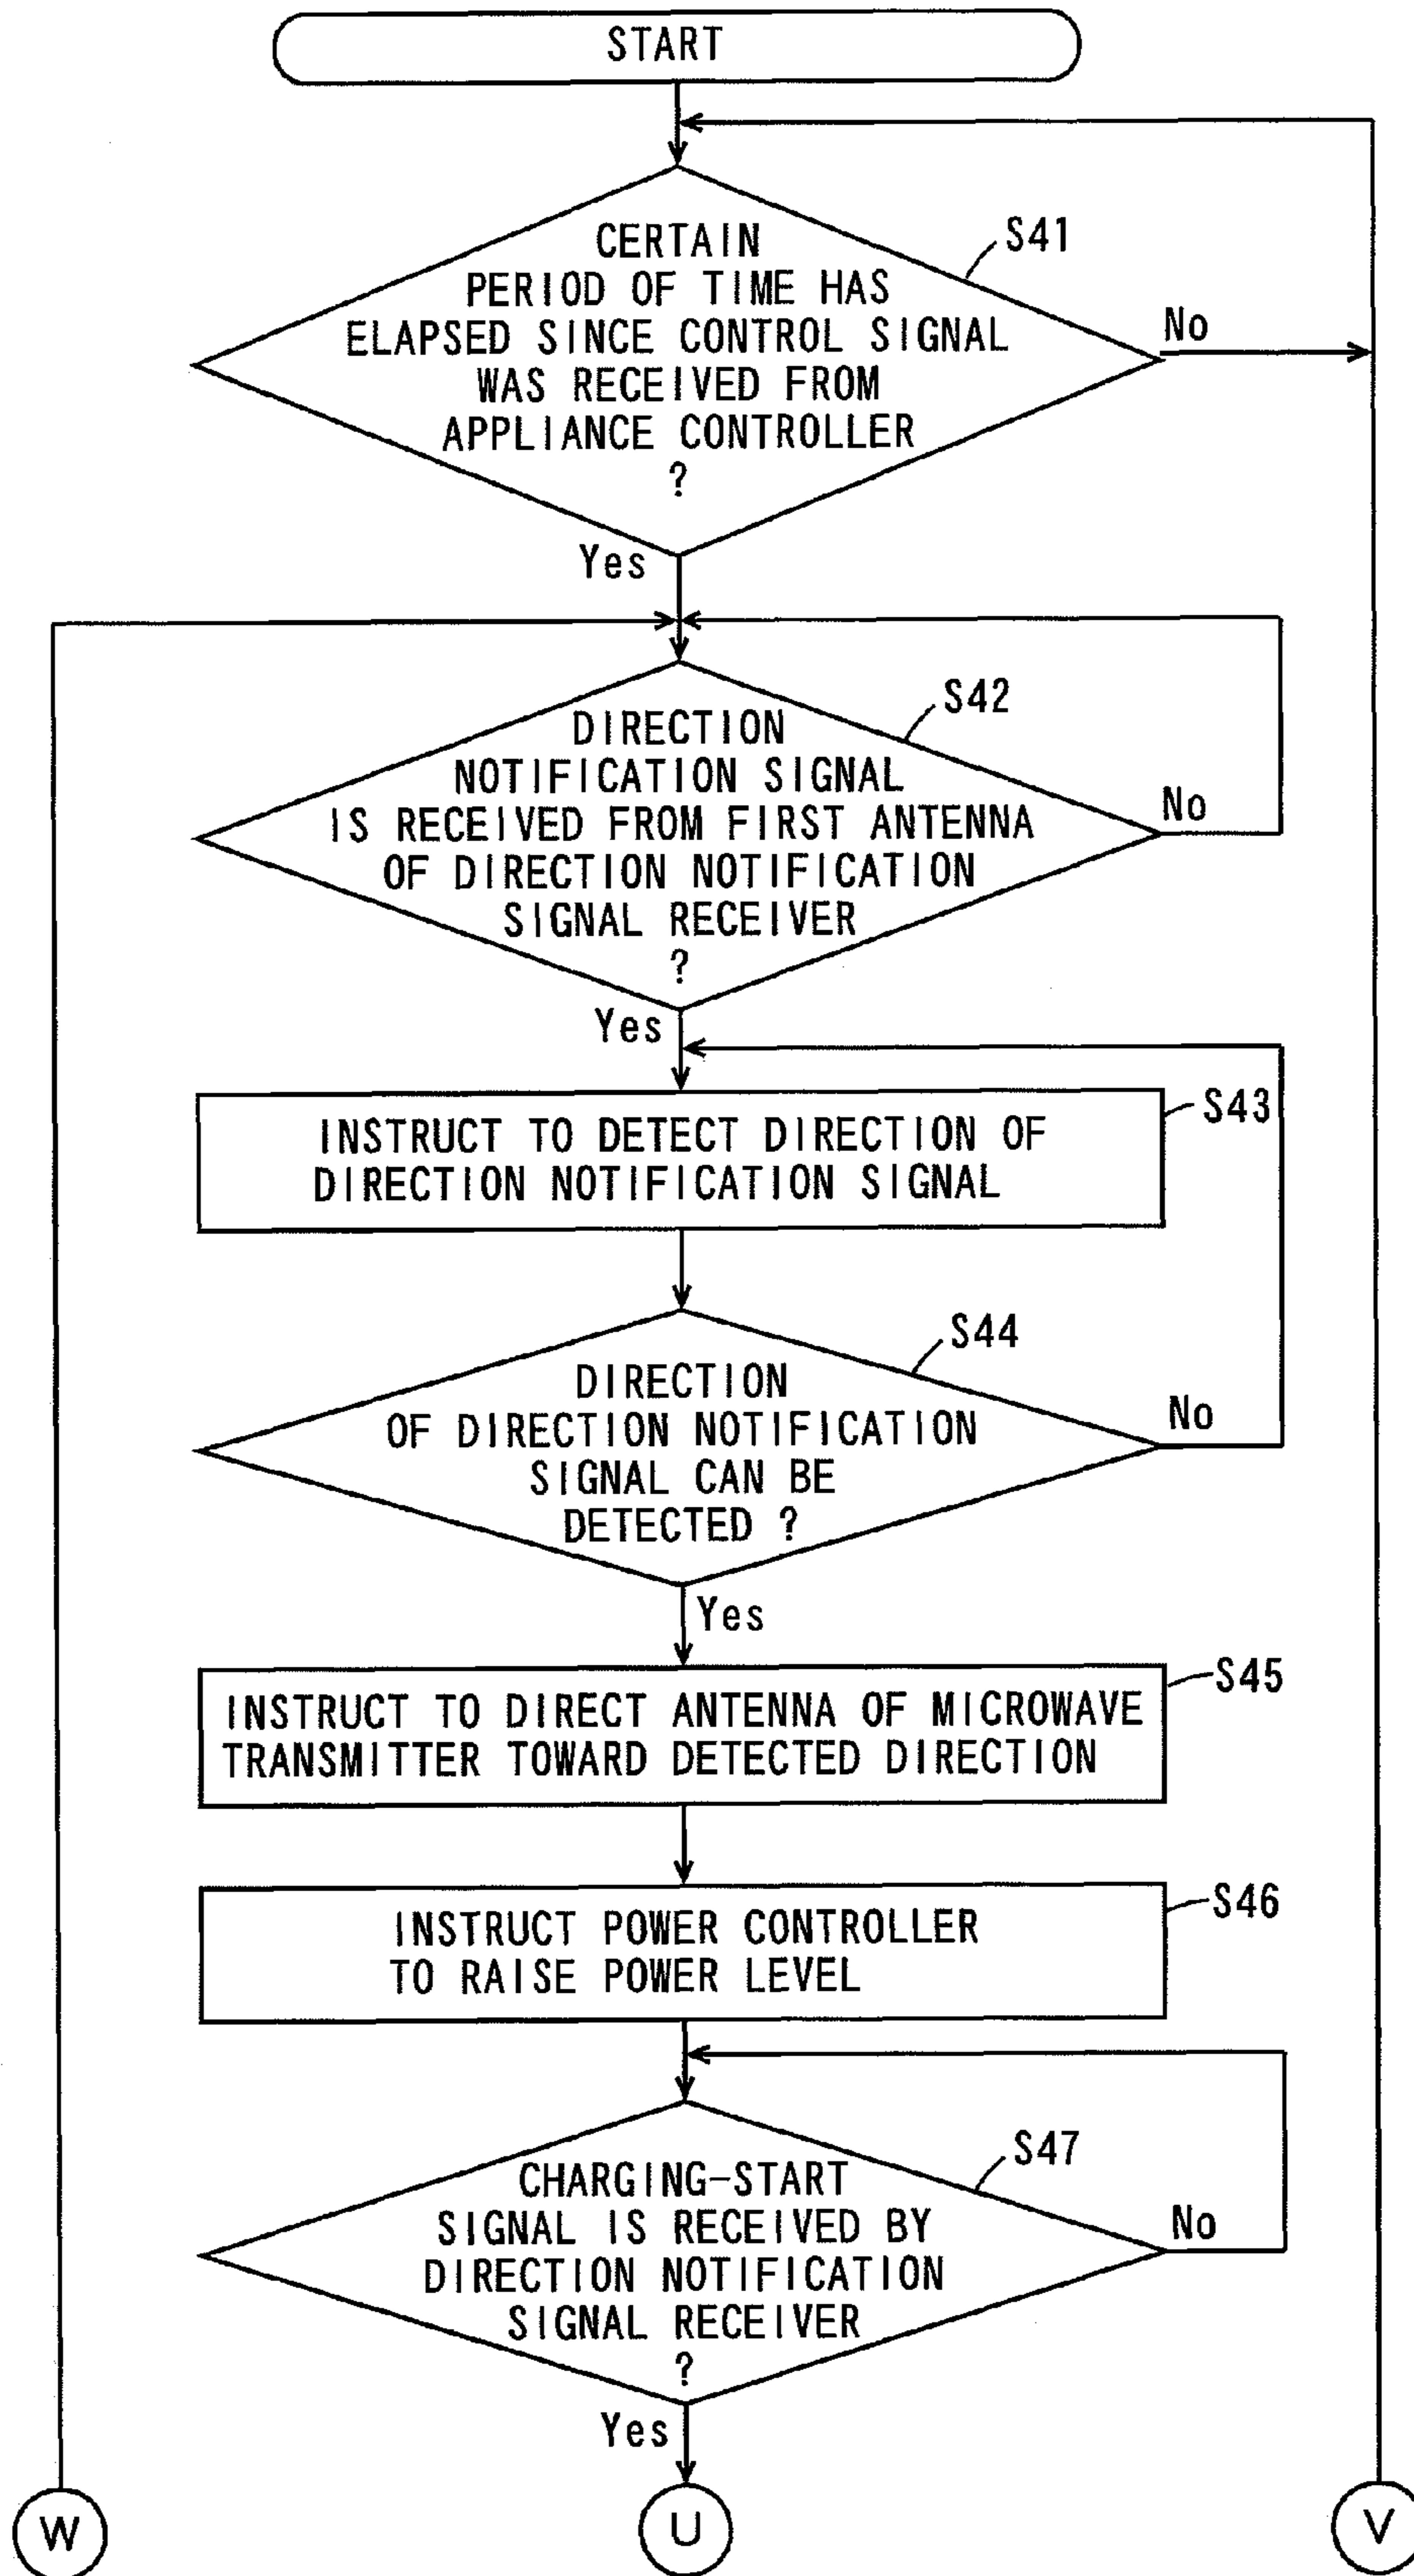 START
CERTAIN
PERIOD OF TIME HAS
ELAPSED SINCE CONTROL SIGNAL
WAS RECEIVED FROM
APPLIANCE CONTROLLER
?
S41
No
Yes
DIRECTION
NOTIFICATION SIGNAL
IS RECEIVED FROM FIRST ANTENNA
OF DIRECTION NOTIFICATION
SIGNAL RECEIVER
?
S42
No
Yes
INSTRUCT TO DETECT DIRECTION OF
DIRECTION NOTIFICATION SIGNAL
S43
DIRECTION
OF DIRECTION NOTIFICATION
SIGNAL CAN BE
DETECTED ?
S44
No
Yes
INSTRUCT TO DIRECT ANTENNA OF MICROWAVE
TRANSMITTER TOWARD DETECTED DIRECTION
S45
INSTRUCT POWER CONTROLLER
TO RAISE POWER LEVEL
S46
CHARGING-START
SIGNAL IS RECEIVED BY
DIRECTION NOTIFICATION
SIGNAL RECEIVER
?
S47
No
Yes
W
U
V